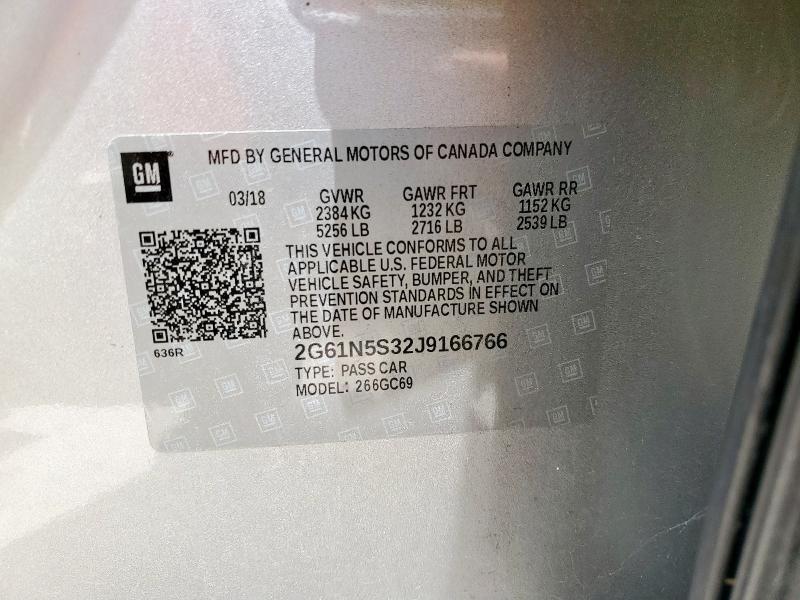 GM
MFD BY GENERAL MOTORS OF CANADA COMPANY
03/18 GVWR GAWR FRT GAWR RR
2384 KG 1232 KG 1152 KG
5256 LB 2716 LB 2539 LB
THIS VEHICLE CONFORMS TO ALL
APPLICABLE U.S. FEDERAL MOTOR
VEHICLE SAFETY, BUMPER, AND THEFT
PREVENTION STANDARDS IN EFFECT ON
THE DATE OF MANUFACTURE SHOWN
ABOVE.
636R
2G61N5S32J9166766
TYPE: PASS CAR
MODEL: 266GC69